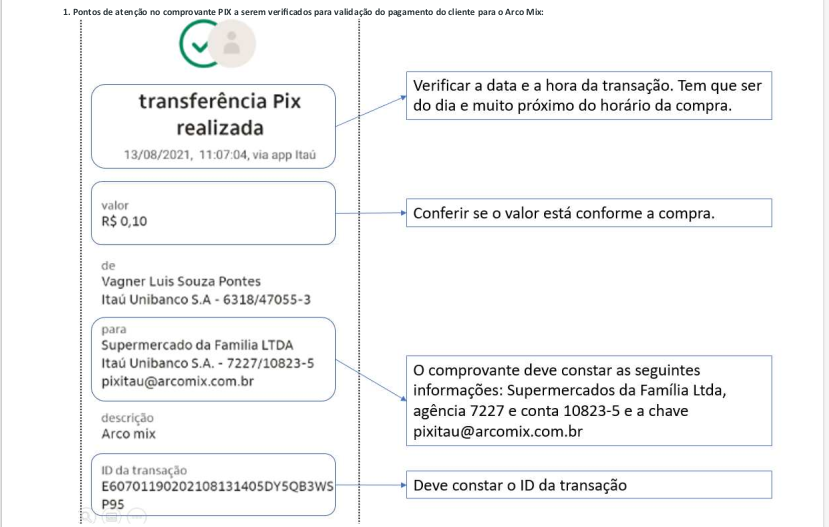 1. Pontos de atenção no comprovante PIX a serem verificados para validação do pagamento do cliente para o Arco Mix:
transferência Pix
realizada
13/08/2021, 11:07:04, via app Itaú
Verificar a data e a hora da transação. Tem que ser
do dia e muito próximo do horário da compra.
valor
R$ 0,10
Conferir se o valor está conforme a compra.
de
Vagner Luis Souza Pontes
Itaú Unibanco S.A - 6318/47055-3
para
Supermercado da Familia LTDA
Itaú Unibanco S.A. - 7227/10823-5
pixitau@arcomix.com.br
O comprovante deve constar as seguintes
informações: Supermercados da Família Ltda,
agência 7227 e conta 10823-5 e a chave
pixitau@arcomix.com.br
descrição
Arco mix
ID da transação
E60701190202108131405DY5QB3WS
P95
Deve constar o ID da transação